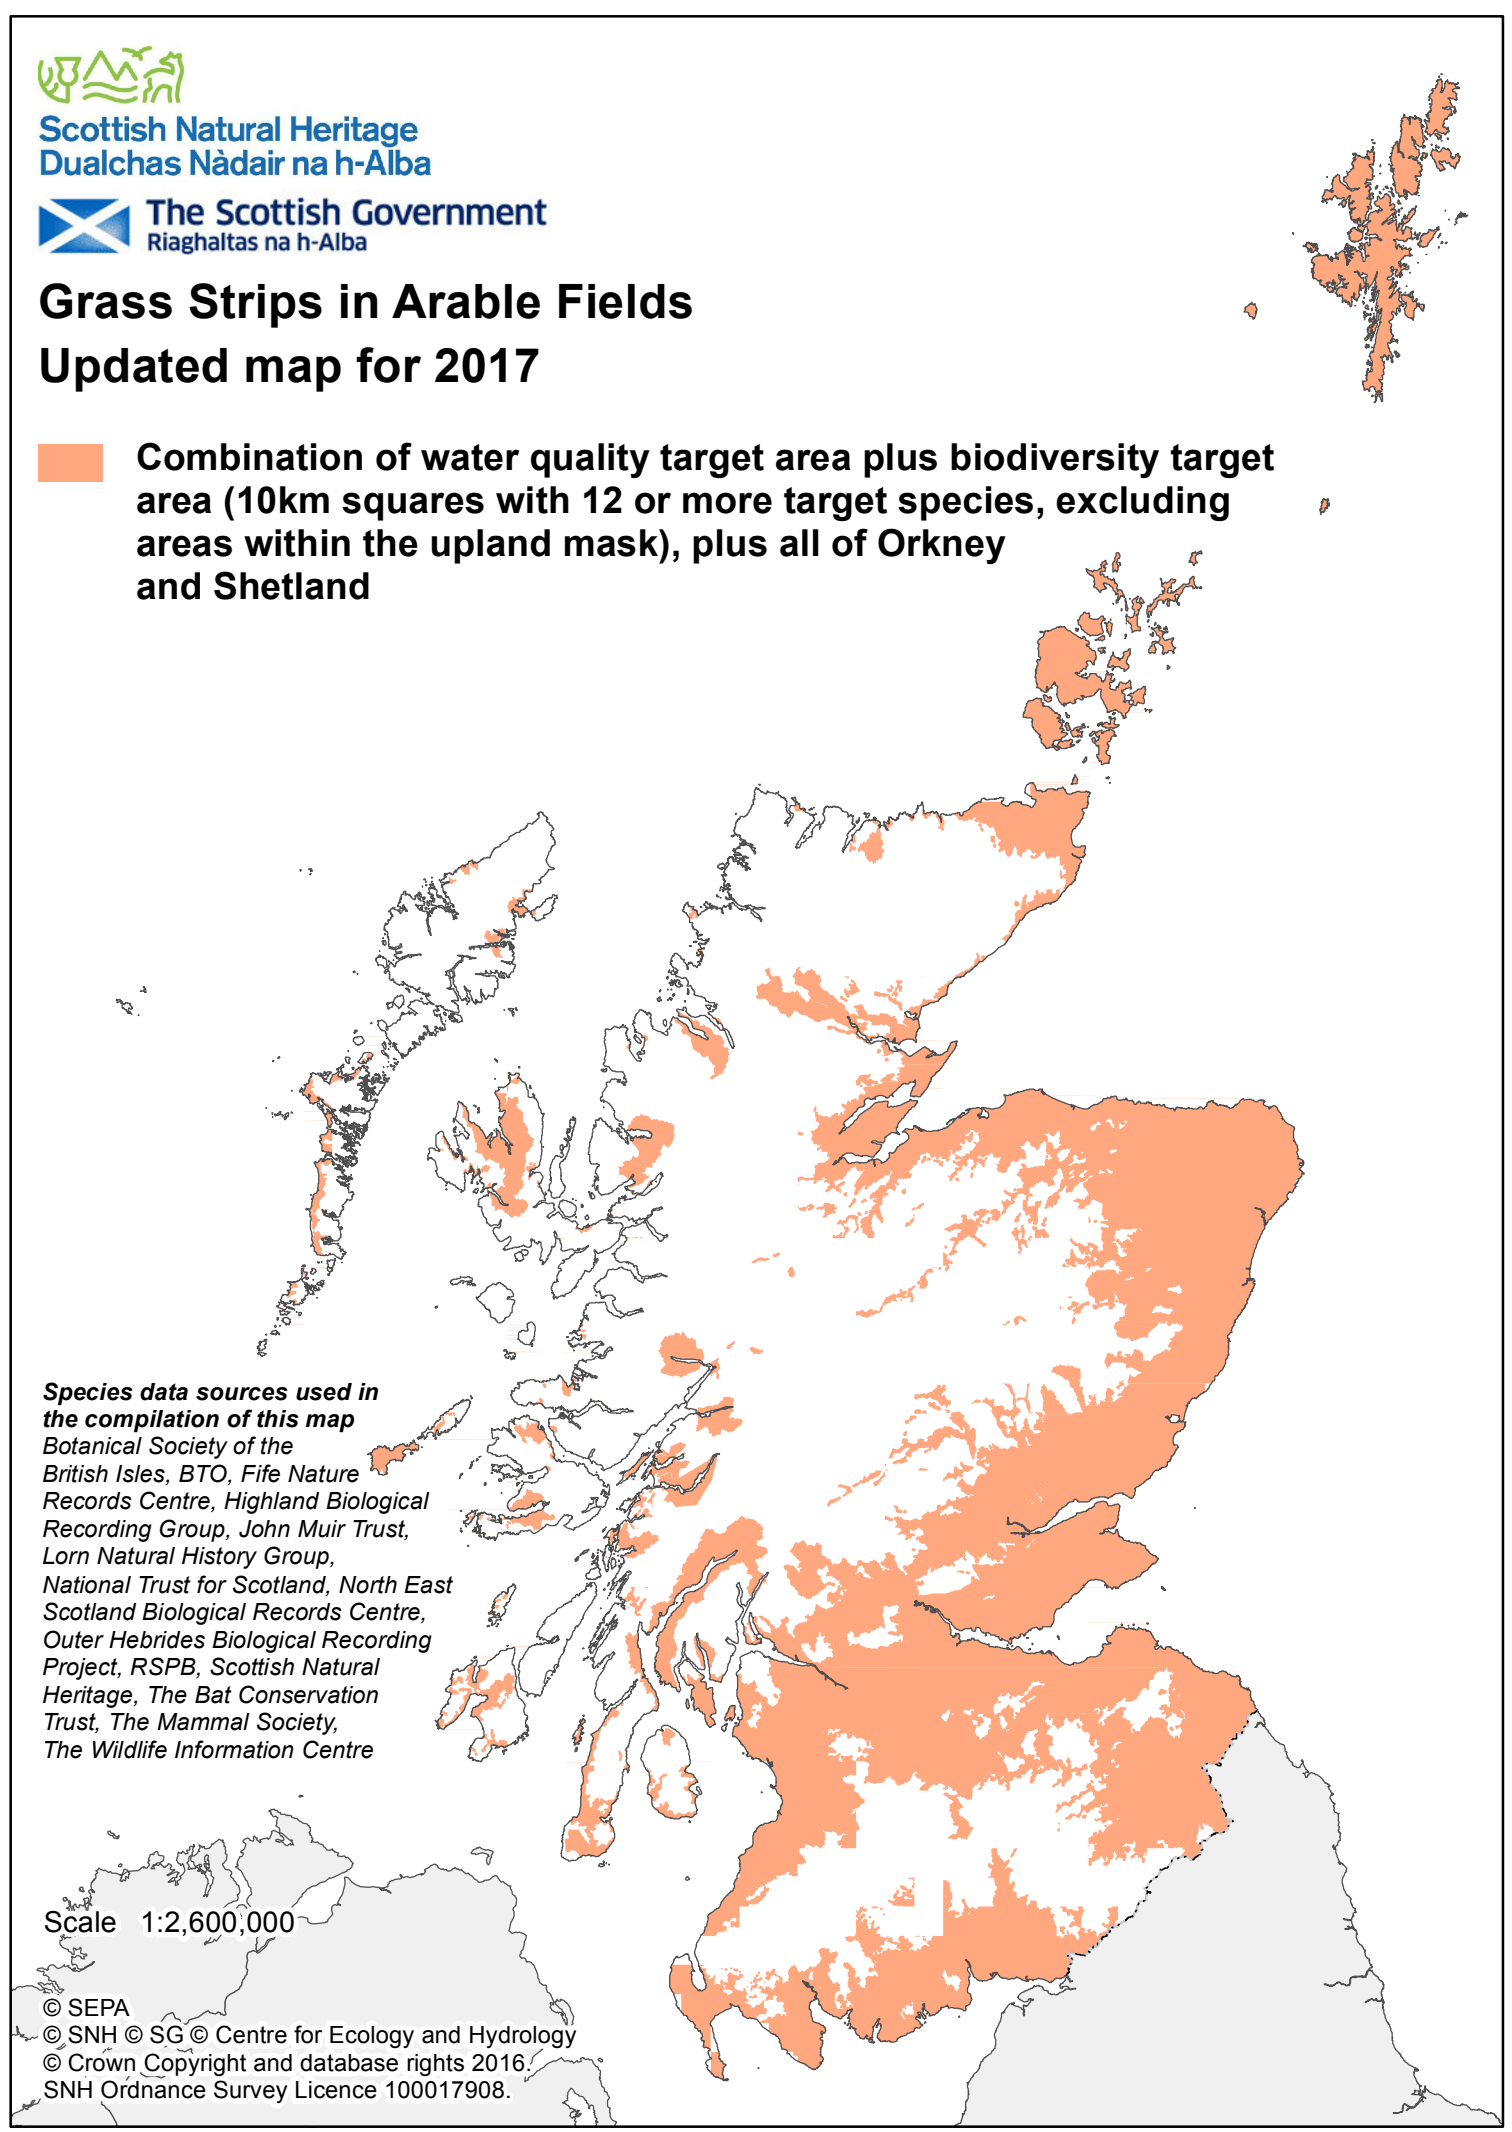 Scottish Natural Heritage
Dualchas Nàdair na h-Alba
The Scottish Government
Riaghaltas na h-Alba
Grass Strips in Arable Fields
Updated map for 2017
Combination of water quality target area plus biodiversity target
area (10km squares with 12 or more target species, excluding
areas within the upland mask), plus all of Orkney
and Shetland
Species data sources used in
the compilation of this map
Botanical Society of the
British Isles, BTO, Fife Nature
Records Centre, Highland Biological
Recording Group, John Muir Trust,
Lorn Natural History Group,
National Trust for Scotland, North East
Scotland Biological Records Centre,
Outer Hebrides Biological Recording
Project, RSPB, Scottish Natural
Heritage, The Bat Conservation
Trust, The Mammal Society,
The Wildlife Information Centre
Scale 1:2,600,000
© SEPA
© SNH © SG © Centre for Ecology and Hydrology
© Crown Copyright and database rights 2016.
SNH Ordnance Survey Licence 100017908.